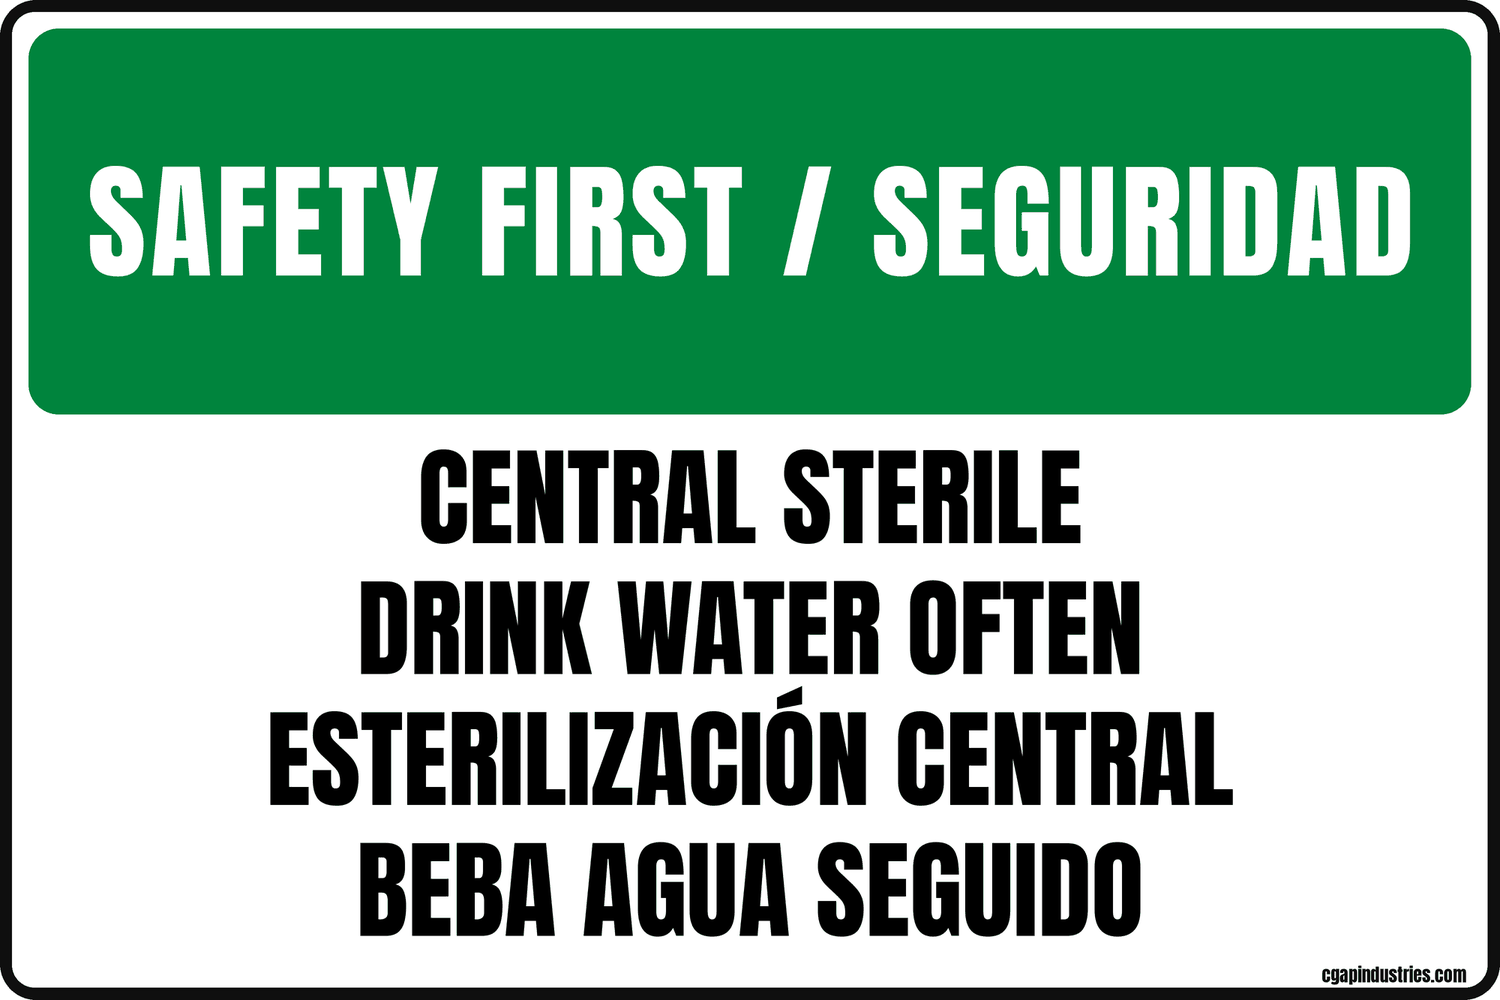 SAFETY FIRST / SEGURIDAD
CENTRAL STERILE
DRINK WATER OFTEN
ESTERILIZACIÓN CENTRAL
BEBA AGUA SEGUIDO
cgapindustries.com